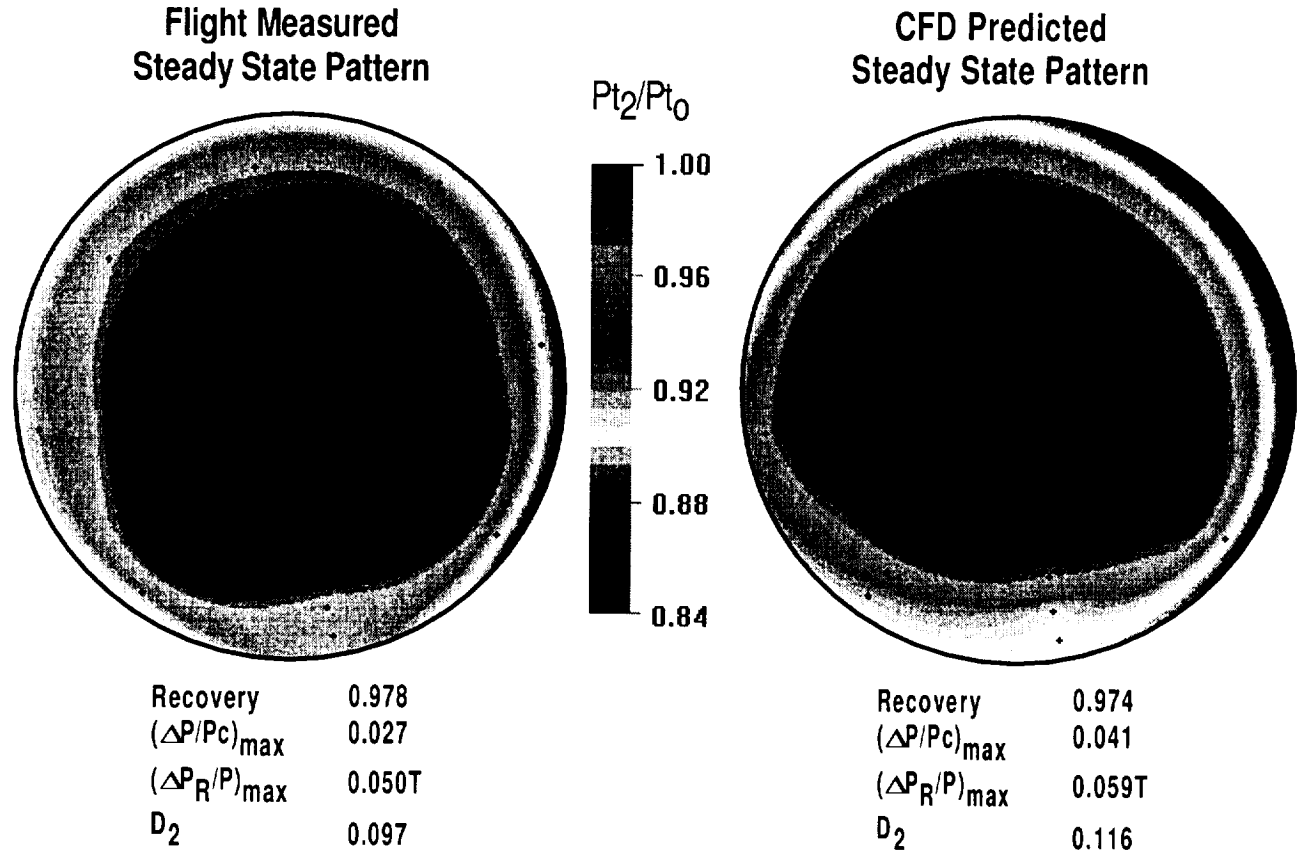 Flight Measured
Steady State Pattern
CFD Predicted
Steady State Pattern
Pt2/Pt0
1.00
0.96
0.92
0.88
0.84
Recovery 0.978
(ΔP/Pc)max 0.027
(ΔPR/P)max 0.050T
D2 0.097
Recovery 0.974
(ΔP/Pc)max 0.041
(ΔPR/P)max 0.059T
D2 0.116